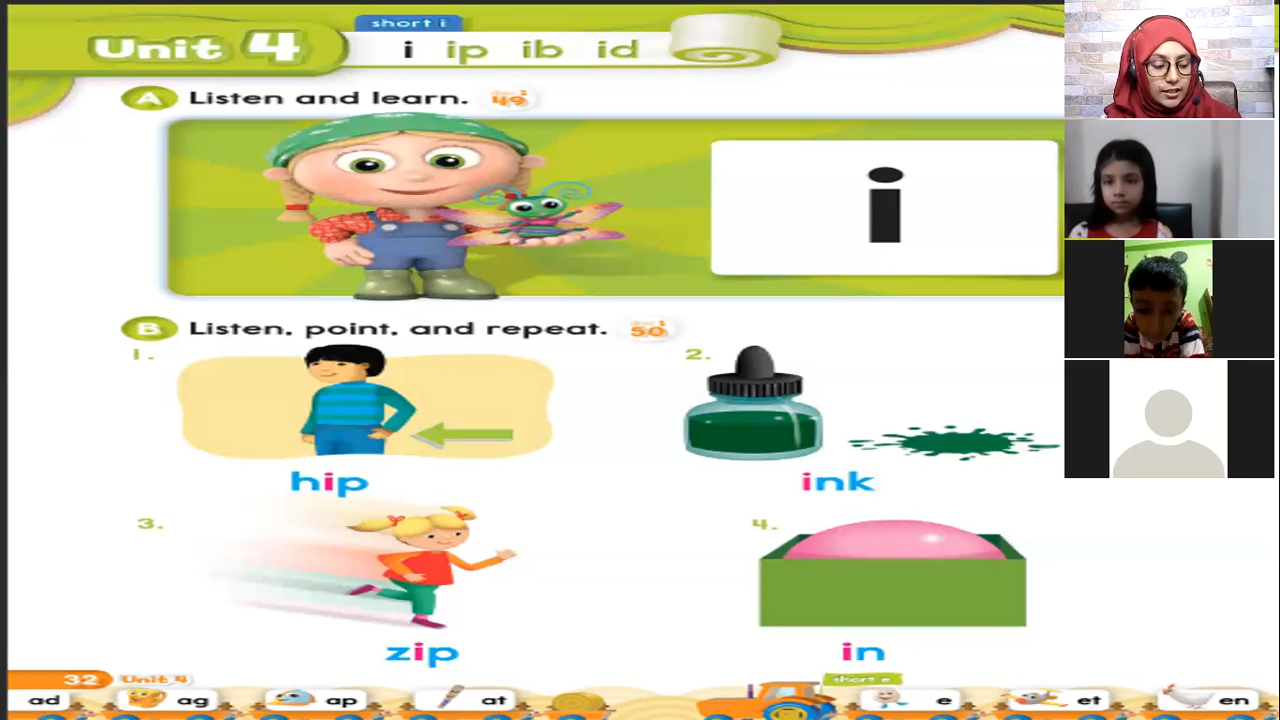 short i
Unit 4 i ip ib id
A Listen and learn. 49
i
B Listen, point, and repeat. 50
1. 2.
hip ink
3. 4.
zip in
32 Unit 4 short e
ad ag ap at e et en